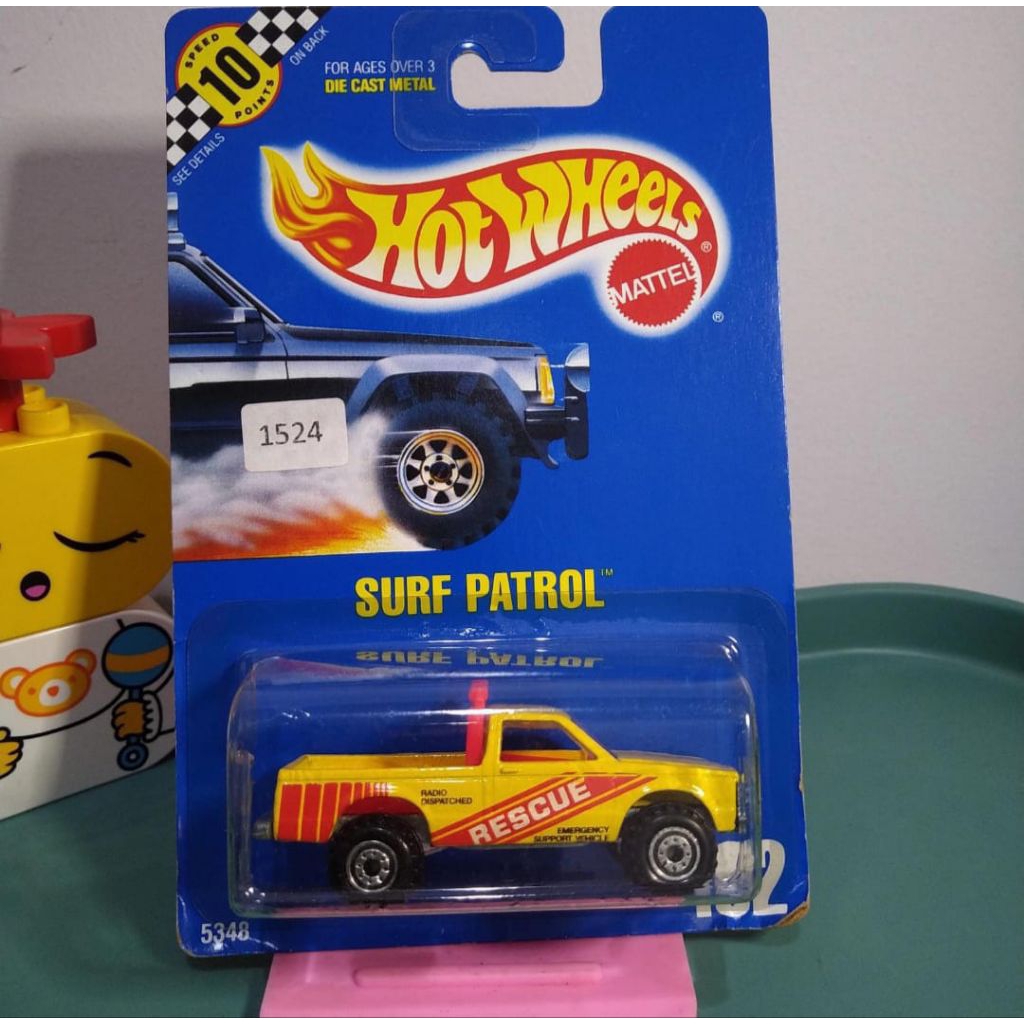 SPEED
10
POINTS
ON BACK
SEE DETAILS
FOR AGES OVER 3
DIE CAST METAL
HOT WHEELS®
MATTEL
®
1524
SURF PATROL™
RADIO
DISPATCHED
RESCUE
EMERGENCY
SUPPORT VEHICLE
5348